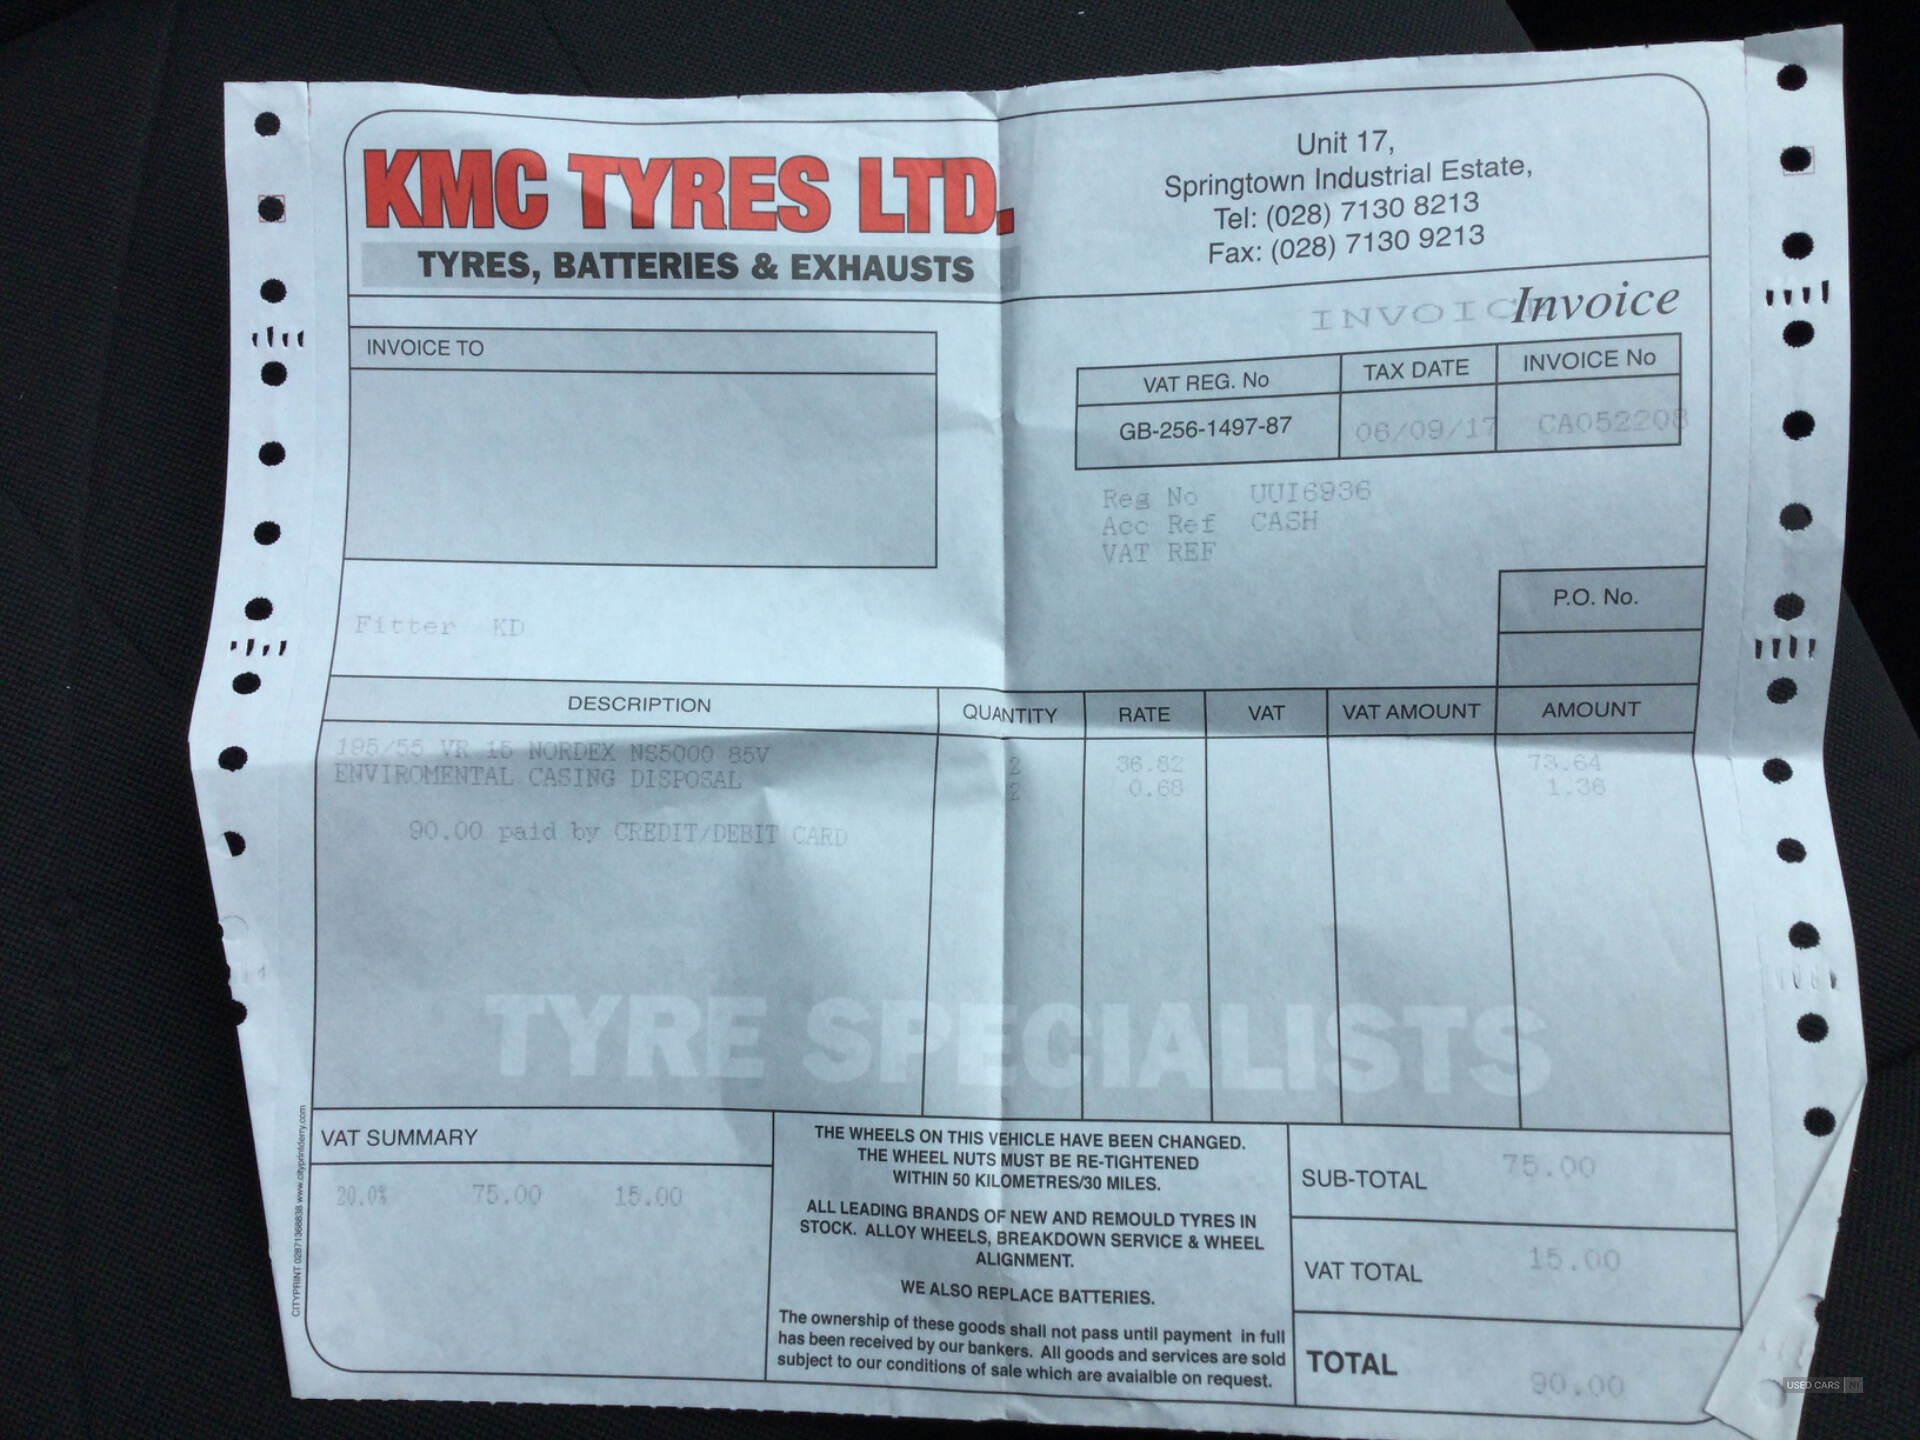 KMC TYRES LTD.
TYRES, BATTERIES & EXHAUSTS
Unit 17,
Springtown Industrial Estate,
Tel: (028) 7130 8213
Fax: (028) 7130 9213
INVOICE Invoice
INVOICE TO
VAT REG. No TAX DATE INVOICE No
GB-256-1497-87 06/09/17 CA052208
Reg No UUI6936
Acc Ref CASH
VAT REF
P.O. No.
Fitter KD
DESCRIPTION QUANTITY RATE VAT VAT AMOUNT AMOUNT
195/55 VR 15 NORDEX NS5000 85V 2 36.82 73.64
ENVIROMENTAL CASING DISPOSAL 2 0.68 1.36
90.00 paid by CREDIT/DEBIT CARD
TYRE SPECIALISTS
VAT SUMMARY
20.0% 75.00 15.00
THE WHEELS ON THIS VEHICLE HAVE BEEN CHANGED.
THE WHEEL NUTS MUST BE RE-TIGHTENED
WITHIN 50 KILOMETRES/30 MILES.
ALL LEADING BRANDS OF NEW AND REMOULD TYRES IN
STOCK. ALLOY WHEELS, BREAKDOWN SERVICE & WHEEL
ALIGNMENT.
WE ALSO REPLACE BATTERIES.
The ownership of these goods shall not pass until payment in full
has been received by our bankers. All goods and services are sold
subject to our conditions of sale which are avaialble on request.
SUB-TOTAL 75.00
VAT TOTAL 15.00
TOTAL 90.00
CITYPRINT 02871366838 www.cityprintderry.com
USED CARS NI